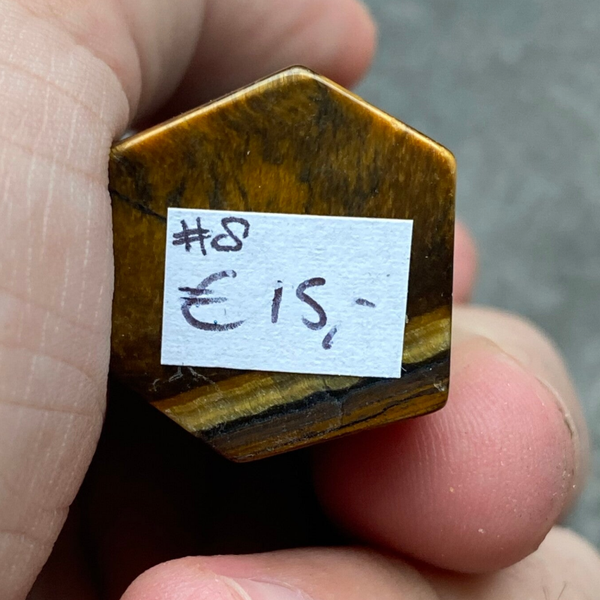 #8
€ 15,-